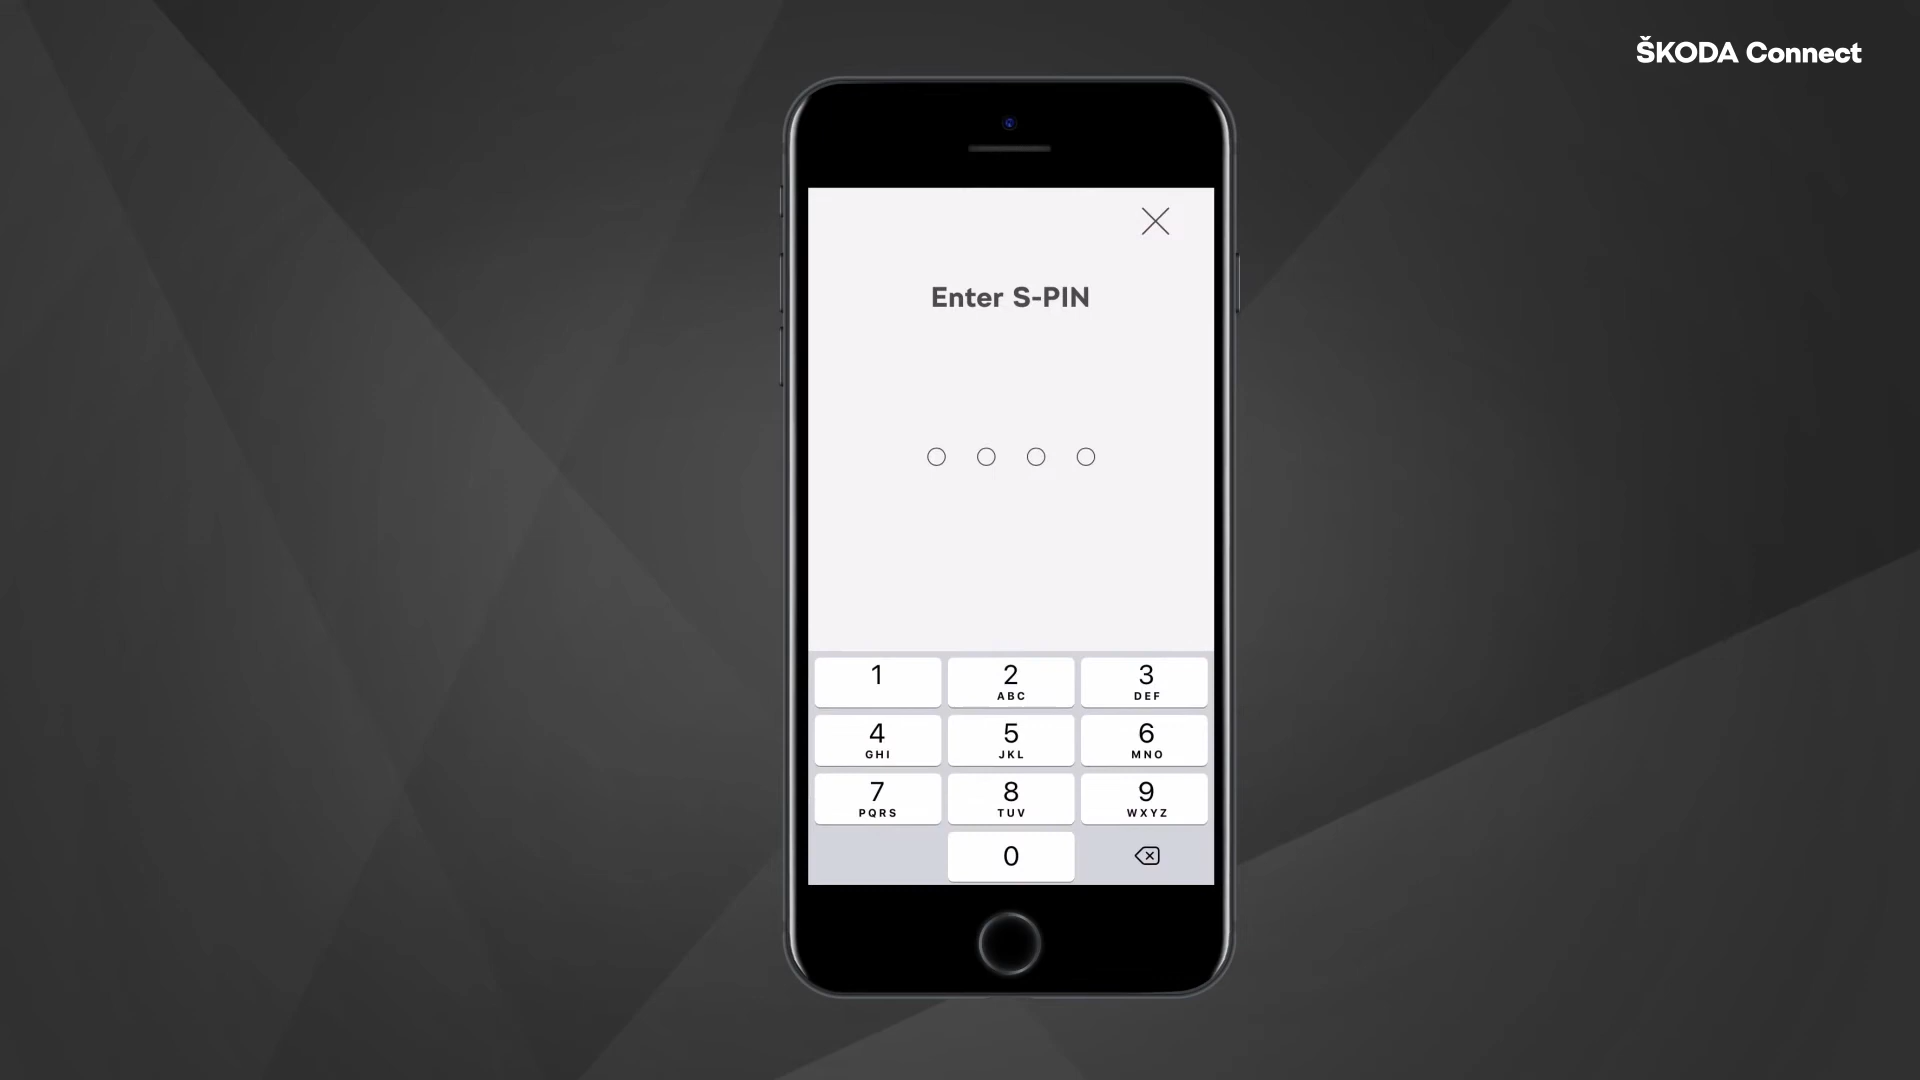 ŠKODA Connect
Enter S-PIN
1
2
3
ABC
DEF
4
5
6
GHI
JKL
MNO
7
8
9
PQRS
TUV
WXYZ
0